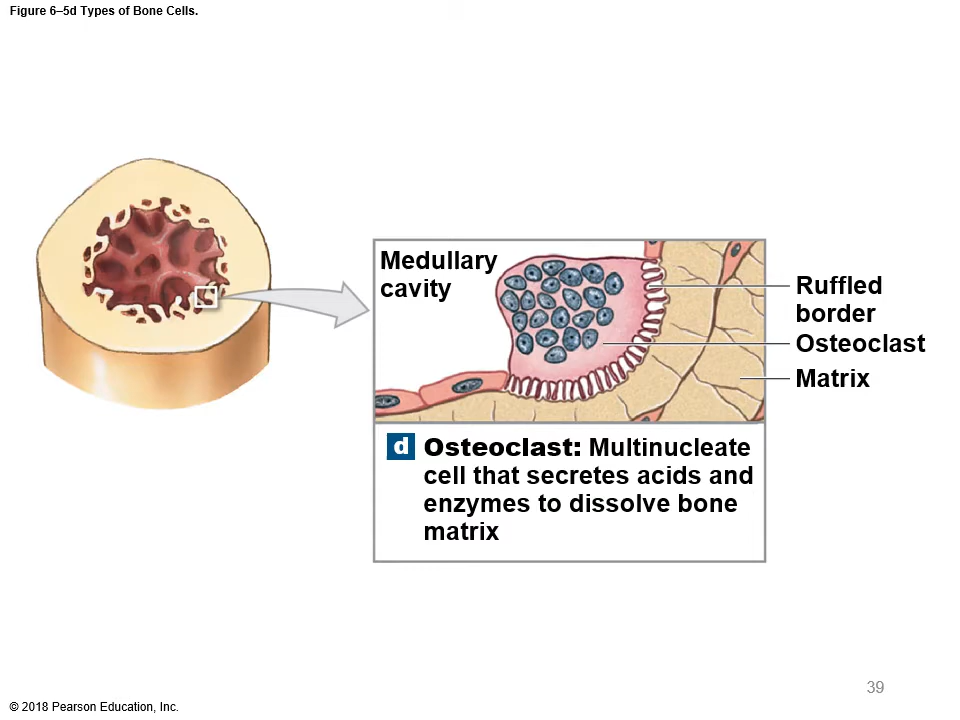 Figure 6–5d Types of Bone Cells.
Medullary
cavity
Ruffled
border
Osteoclast
Matrix
d Osteoclast: Multinucleate
cell that secretes acids and
enzymes to dissolve bone
matrix
39
© 2018 Pearson Education, Inc.